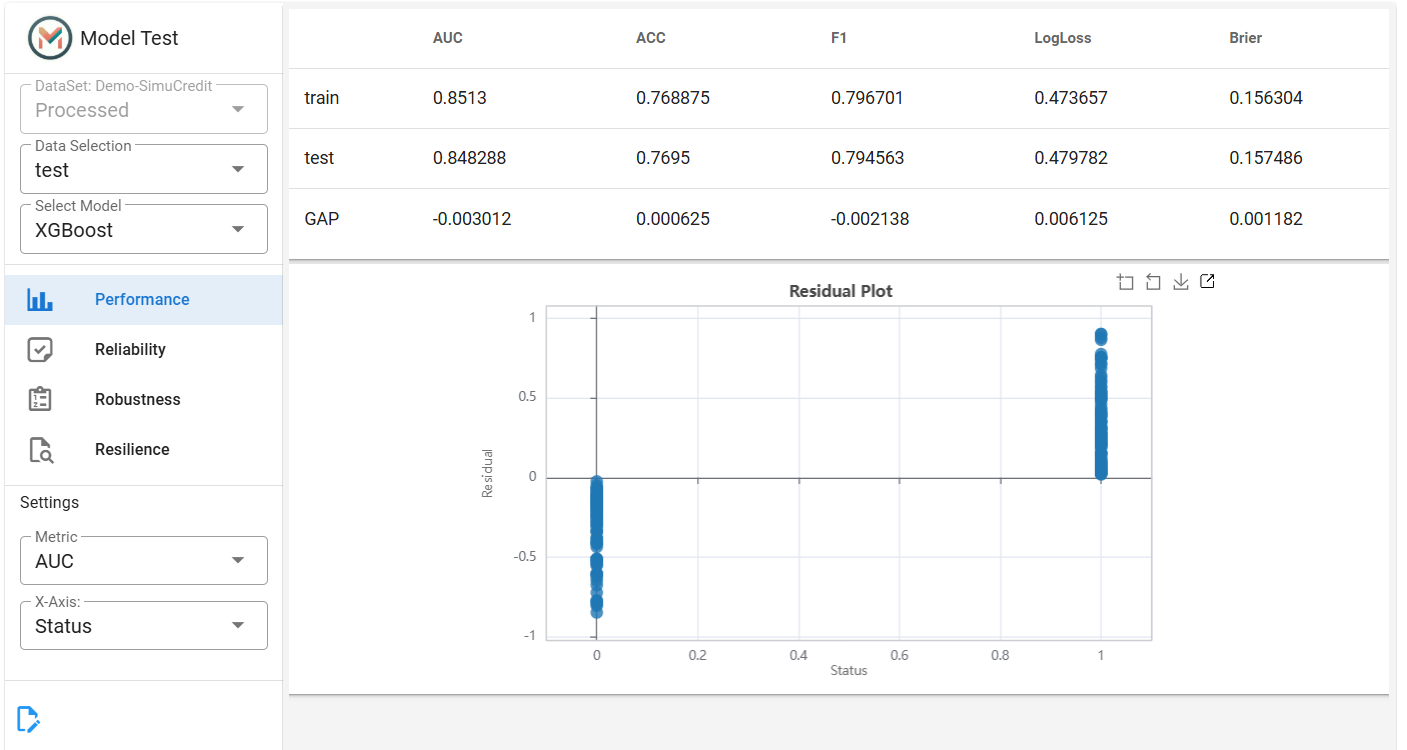 Model Test
DataSet: Demo-SimuCredit
Processed
Data Selection
test
Select Model
XGBoost
Performance
Reliability
Robustness
Resilience
Settings
Metric
AUC
X-Axis:
Status
AUC ACC F1 LogLoss Brier
train 0.8513 0.768875 0.796701 0.473657 0.156304
test 0.848288 0.7695 0.794563 0.479782 0.157486
GAP -0.003012 0.000625 -0.002138 0.006125 0.001182
Residual Plot
1
0.5
0
-0.5
-1
Residual
0 0.2 0.4 0.6 0.8 1
Status